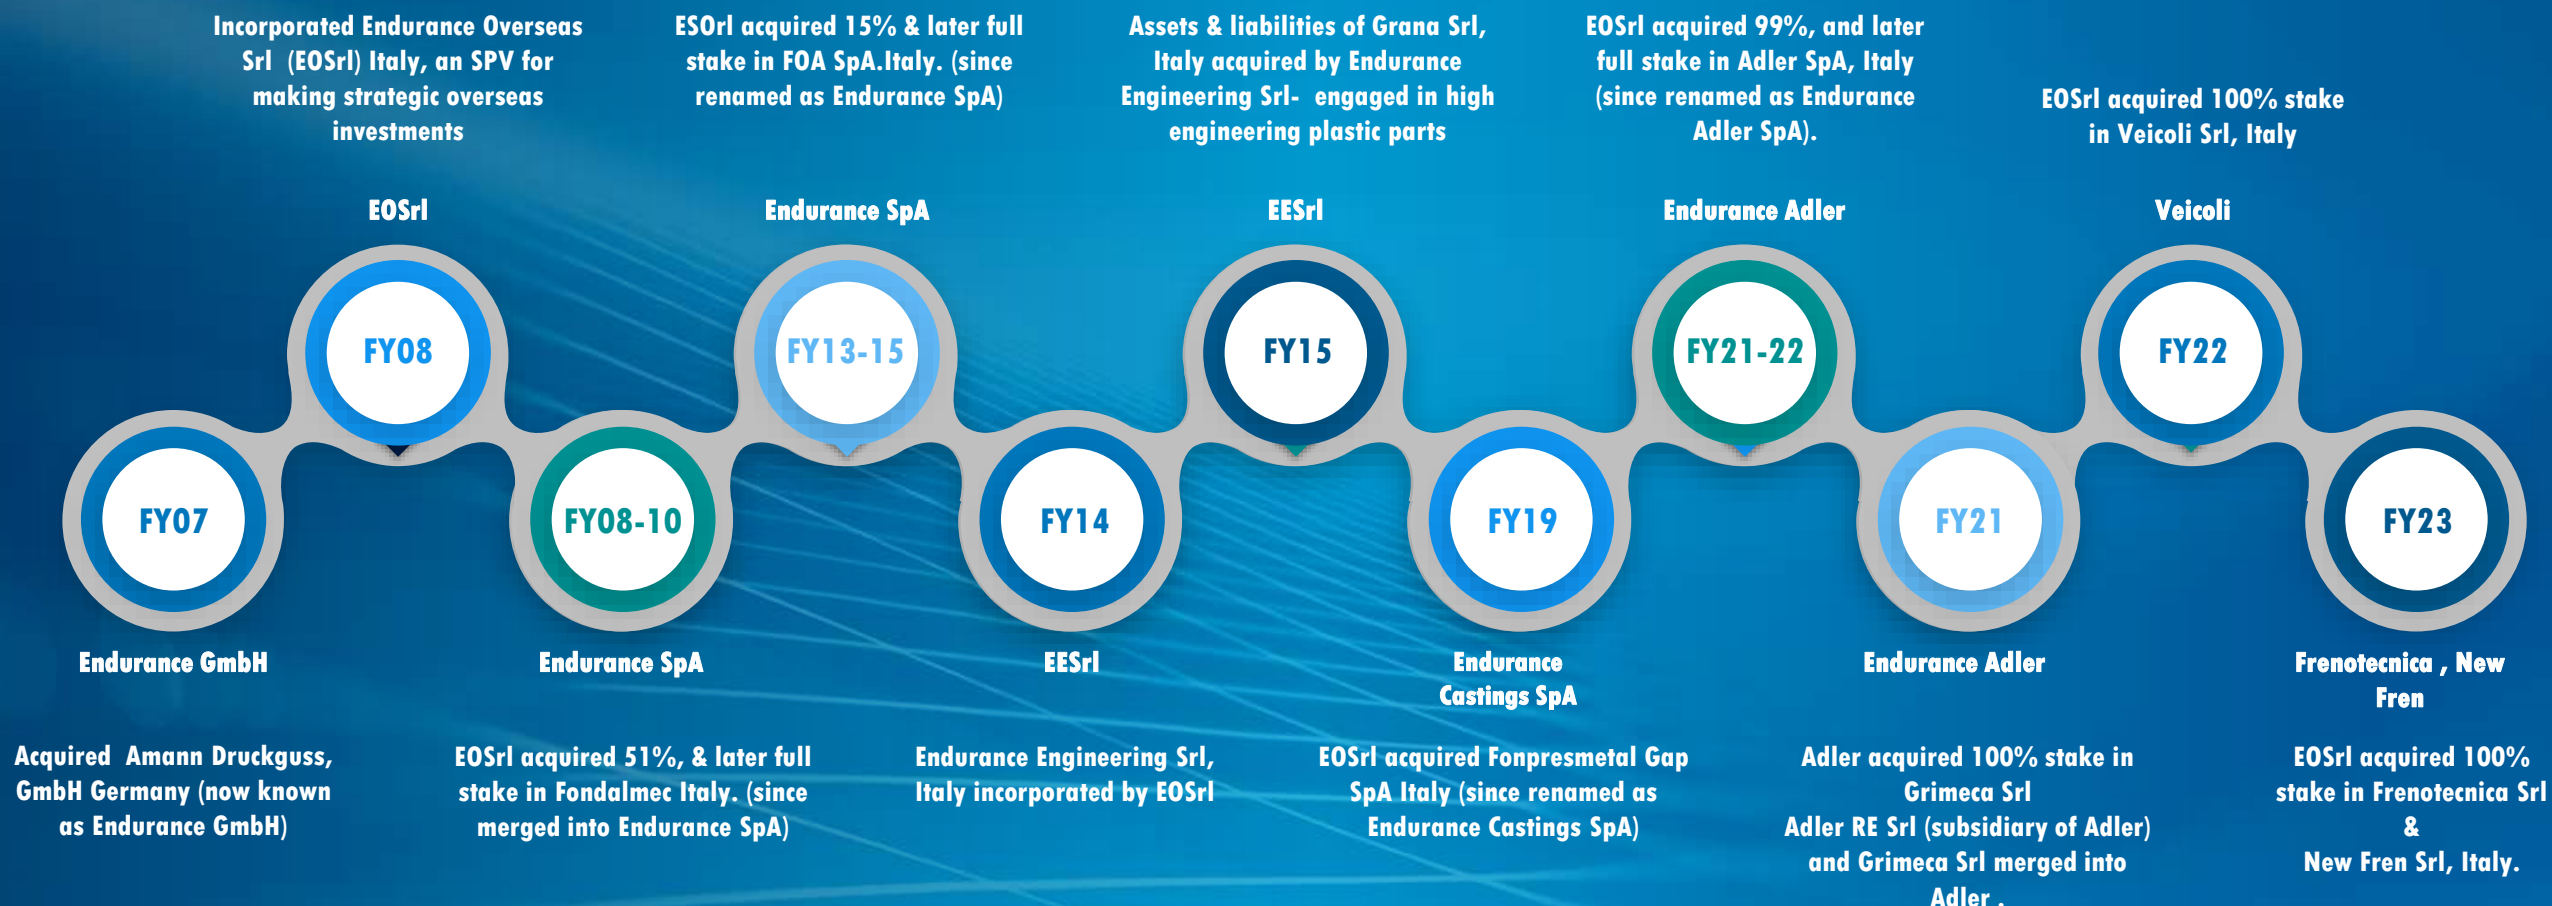 Incorporated Endurance Overseas
Srl (EOSrl) Italy, an SPV for
making strategic overseas
investments
ESOrl acquired 15% & later full
stake in FOA SpA.Italy. (since
renamed as Endurance SpA)
Assets & liabilities of Grana Srl,
Italy acquired by Endurance
Engineering Srl- engaged in high
engineering plastic parts
EOSrl acquired 99%, and later
full stake in Adler SpA, Italy
(since renamed as Endurance
Adler SpA).
EOSrl acquired 100% stake
in Veicoli Srl, Italy
EOSrl
Endurance SpA
EESrl
Endurance Adler
Veicoli
FY08
FY13-15
FY15
FY21-22
FY22
FY07
FY08-10
FY14
FY19
FY21
FY23
Endurance GmbH
Endurance SpA
EESrl
Endurance
Castings SpA
Endurance Adler
Frenotecnica , New
Fren
Acquired Amann Druckguss,
GmbH Germany (now known
as Endurance GmbH)
EOSrl acquired 51%, & later full
stake in Fondalmec Italy. (since
merged into Endurance SpA)
Endurance Engineering Srl,
Italy incorporated by EOSrl
EOSrl acquired Fonpresmetal Gap
SpA Italy (since renamed as
Endurance Castings SpA)
Adler acquired 100% stake in
Grimeca Srl
Adler RE Srl (subsidiary of Adler)
and Grimeca Srl merged into
Adler .
EOSrl acquired 100%
stake in Frenotecnica Srl
&
New Fren Srl, Italy.